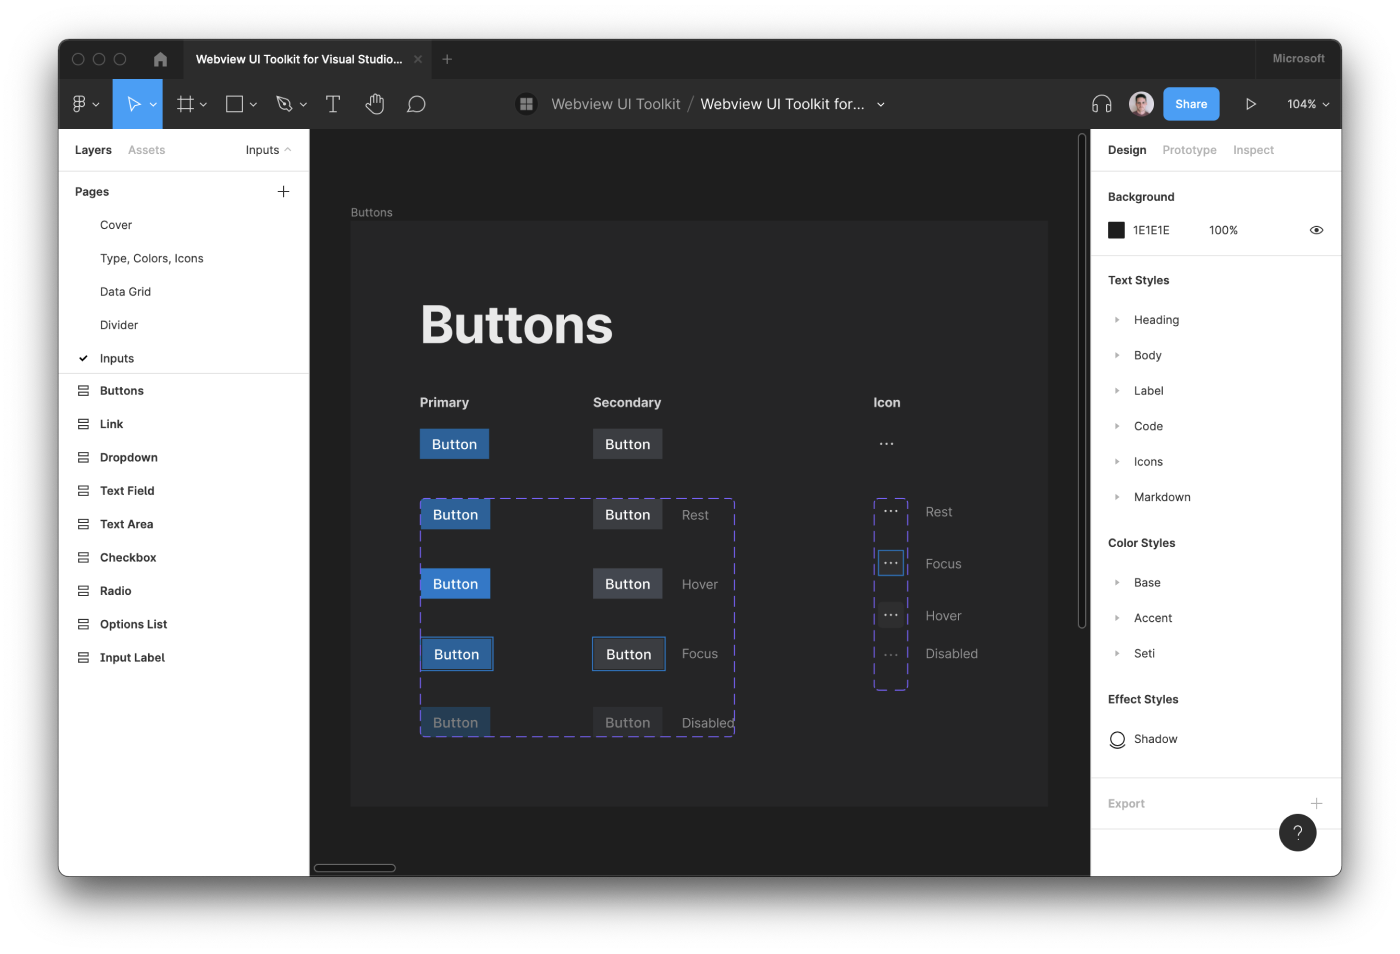 Webview UI Toolkit for Visual Studio...
Microsoft
Webview UI Toolkit / Webview UI Toolkit for...
Share
104%
Layers Assets Inputs
Pages
Cover
Type, Colors, Icons
Data Grid
Divider
Inputs
Buttons
Link
Dropdown
Text Field
Text Area
Checkbox
Radio
Options List
Input Label
Buttons
Buttons
Primary Secondary Icon
Button Button ...
Button Button Rest
Button Button Hover
Button Button Focus
Button Button Disabled
... Rest
... Focus
... Hover
... Disabled
Design Prototype Inspect
Background
1E1E1E 100%
Text Styles
Heading
Body
Label
Code
Icons
Markdown
Color Styles
Base
Accent
Seti
Effect Styles
Shadow
Export
?